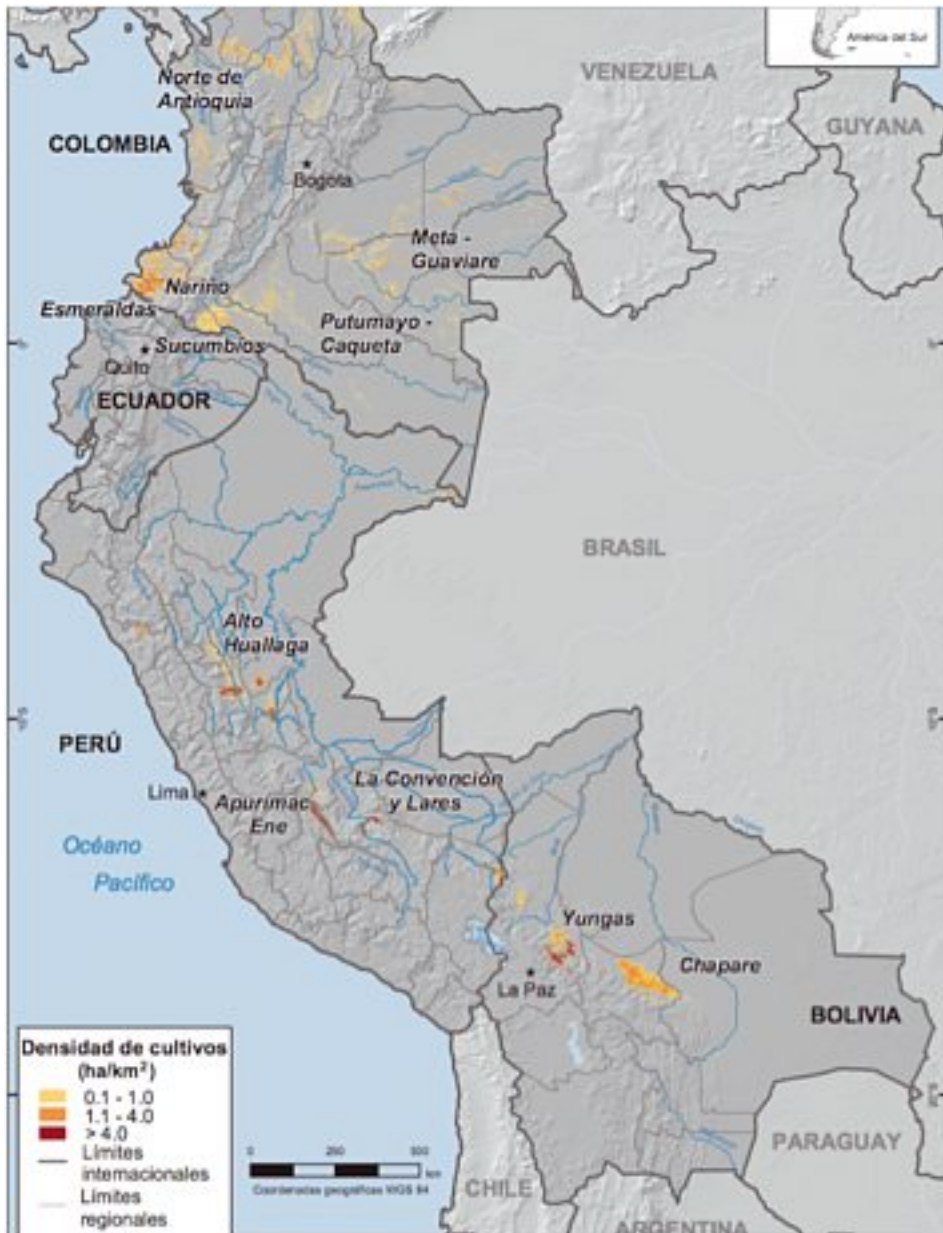 América del Sur
VENEZUELA
GUYANA
Norte de
Antioquia
COLOMBIA
Bogota
Meta -
Guaviare
Nariño
Esmeraldas
Putumayo -
Caqueta
Sucumbios
Quito
ECUADOR
0°
BRASIL
Alto
Huallaga
PERÚ
Lima
La Convención
y Lares
Apurimac
Ene
Océano
Pacífico
Yungas
Chapare
La Paz
BOLIVIA
Densidad de cultivos
(ha/km²)
0.1 - 1.0
1.1 - 4.0
> 4.0
Límites
internacionales
Límites
regionales
0
km
Coordenadas geográficas WGS 84
PARAGUAY
CHILE
ARGENTINA